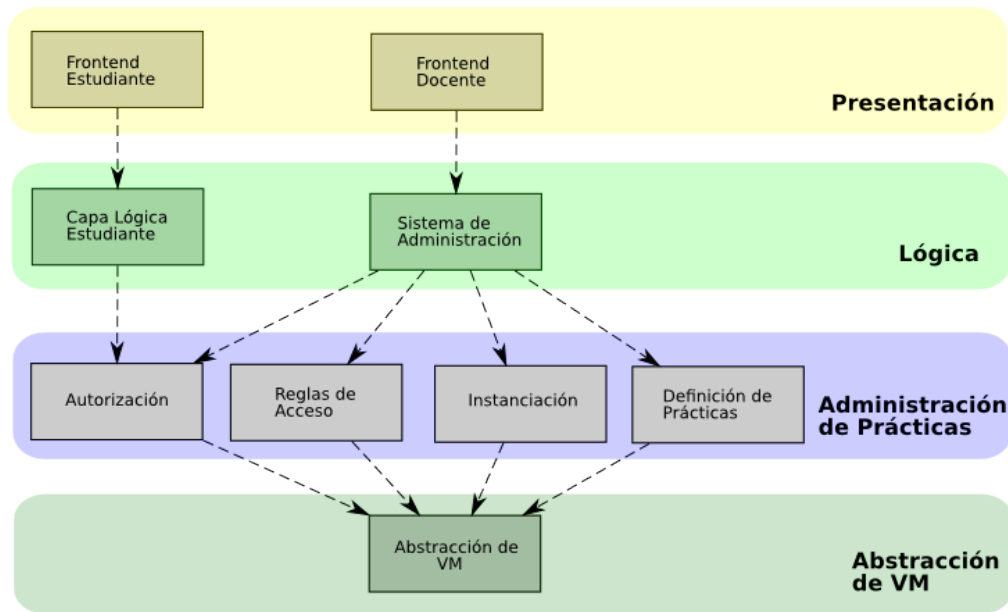 Frontend
Estudiante
Frontend
Docente
Presentación
Capa Lógica
Estudiante
Sistema de
Administración
Lógica
Autorización
Reglas de
Acceso
Instanciación
Definición de
Prácticas
Administración
de Prácticas
Abstracción de
VM
Abstracción
de VM